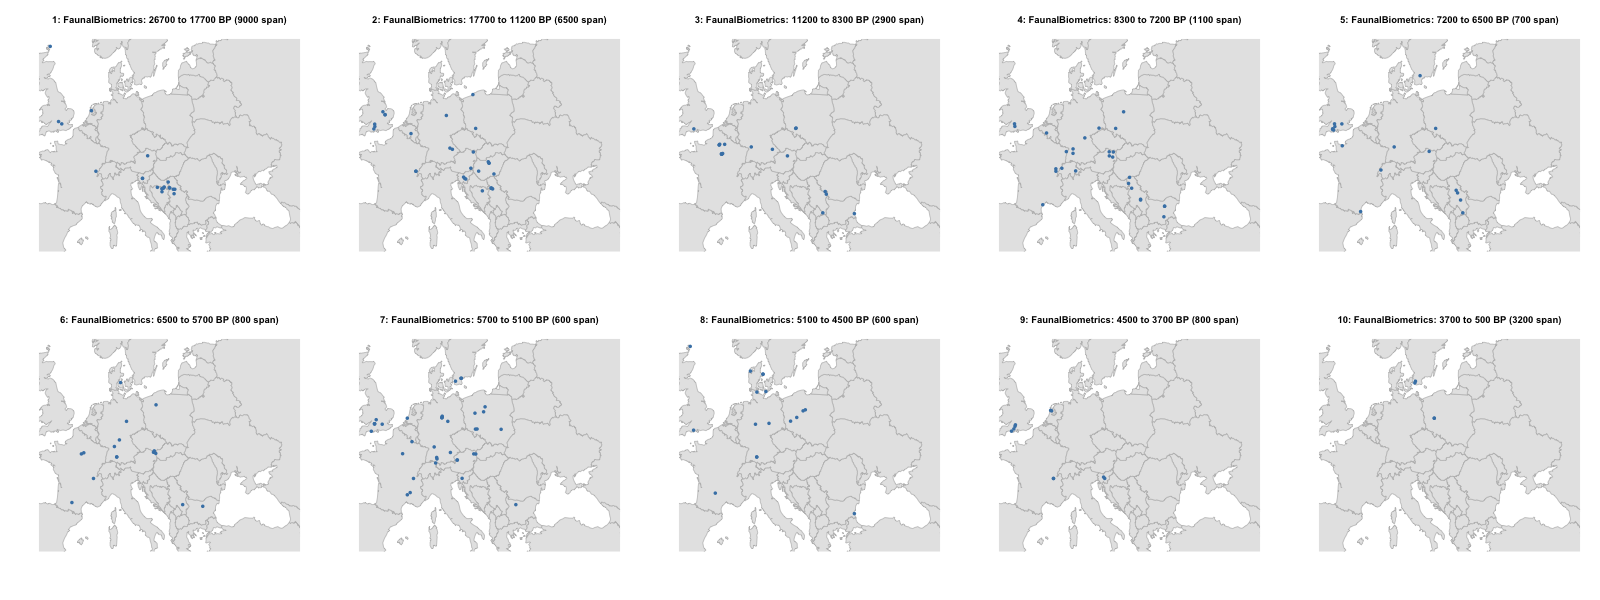 1: FaunalBiometrics: 26700 to 17700 BP (9000 span)
2: FaunalBiometrics: 17700 to 11200 BP (6500 span)
3: FaunalBiometrics: 11200 to 8300 BP (2900 span)
4: FaunalBiometrics: 8300 to 7200 BP (1100 span)
5: FaunalBiometrics: 7200 to 6500 BP (700 span)
6: FaunalBiometrics: 6500 to 5700 BP (800 span)
7: FaunalBiometrics: 5700 to 5100 BP (600 span)
8: FaunalBiometrics: 5100 to 4500 BP (600 span)
9: FaunalBiometrics: 4500 to 3700 BP (800 span)
10: FaunalBiometrics: 3700 to 500 BP (3200 span)